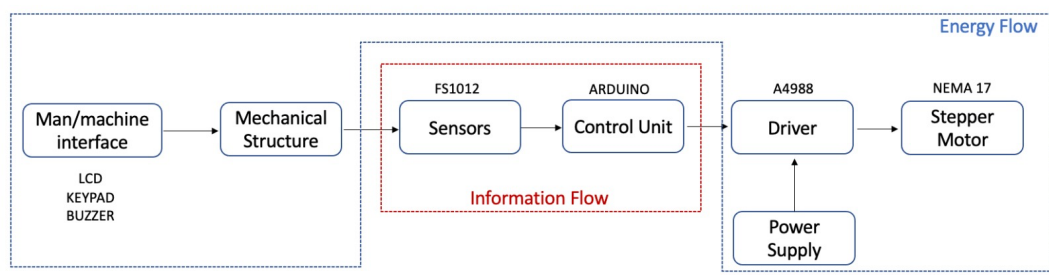 Energy Flow
FS1012
ARDUINO
A4988
NEMA 17
Man/machine
interface
Mechanical
Structure
Sensors
Control Unit
Driver
Stepper
Motor
LCD
KEYPAD
BUZZER
Information Flow
Power
Supply